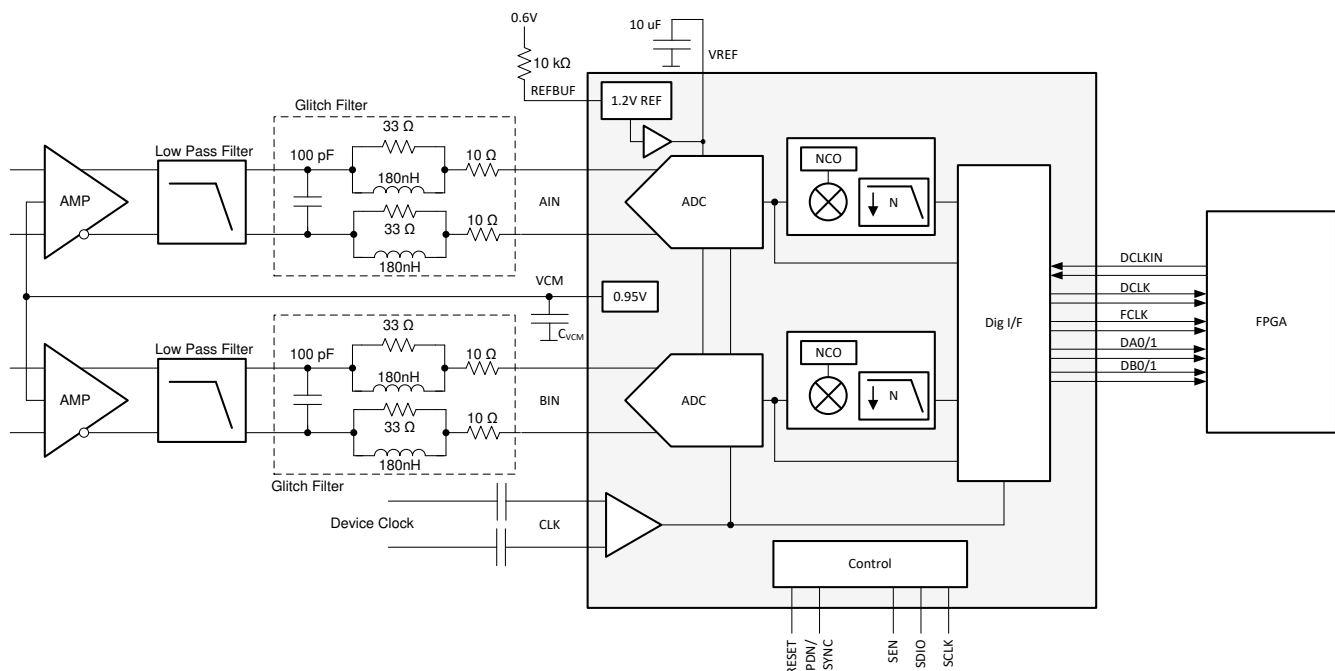 0.6V
10 uF
VREF
10 kΩ
REFBUF
1.2V REF
Glitch Filter
33 Ω
Low Pass Filter
100 pF
10 Ω
180nH
AMP
AIN
ADC
NCO
N
10 Ω
33 Ω
180nH
DCLKIN
VCM
0.95V
DCLK
CVCM
Dig I/F
FCLK
FPGA
33 Ω
DA0/1
Low Pass Filter
100 pF
10 Ω
NCO
DB0/1
180nH
AMP
BIN
ADC
N
10 Ω
33 Ω
180nH
Glitch Filter
Device Clock
CLK
Control
RESET
PDN/
SYNC
SEN
SDIO
SCLK